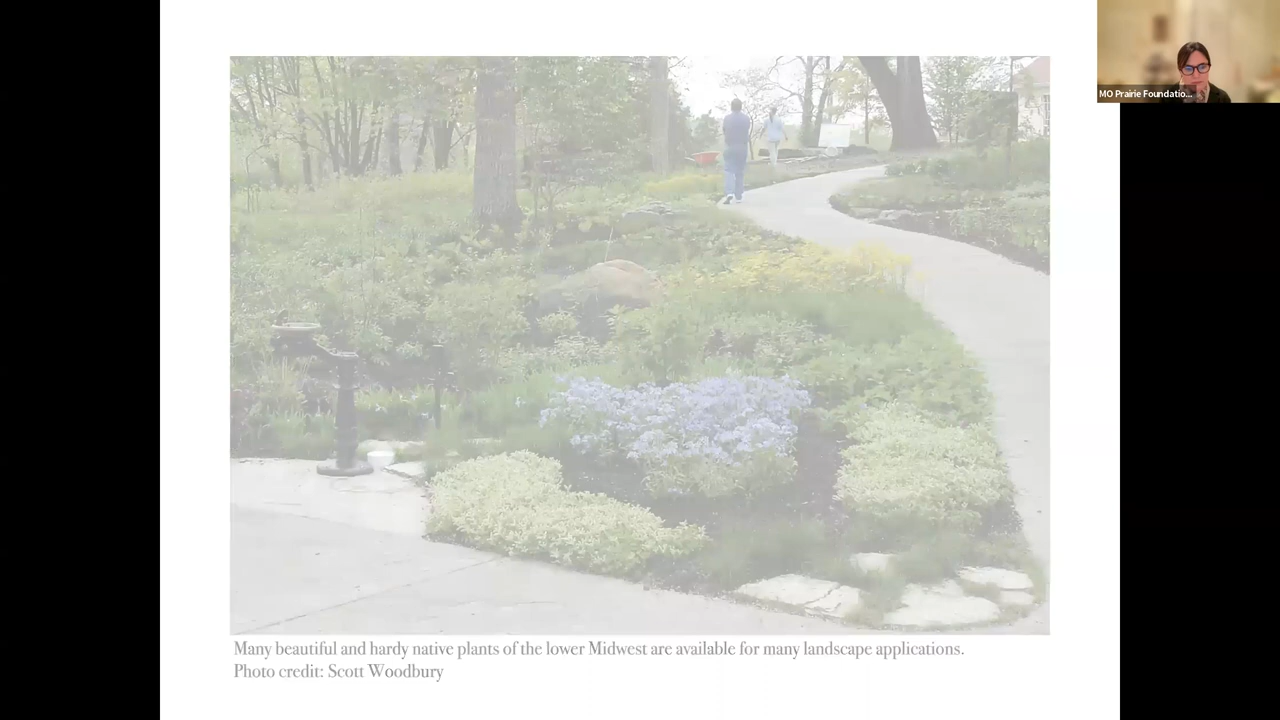 MO Prairie Foundatio...
Many beautiful and hardy native plants of the lower Midwest are available for many landscape applications.
Photo credit: Scott Woodbury